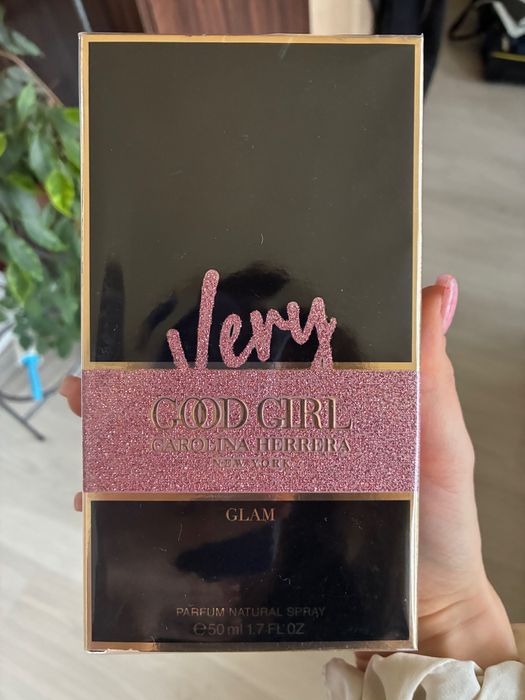 Very
GOOD GIRL
CAROLINA HERRERA
NEW YORK
GLAM
PARFUM NATURAL SPRAY
℮50 ml 1.7 FL OZ